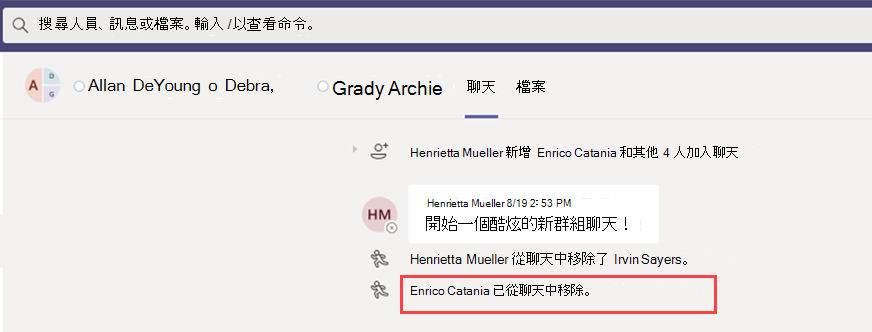 搜尋人員、訊息或檔案。輸入 /以查看命令。
A D G Allan DeYoung o Debra, Grady Archie 聊天 檔案
Henrietta Mueller 新增 Enrico Catania 和其他 4 人加入聊天
Henrietta Mueller 8/19 2: 53 PM
HM 開始一個酷炫的新群組聊天！
Henrietta Mueller 從聊天中移除了 Irvin Sayers。
Enrico Catania 已從聊天中移除。